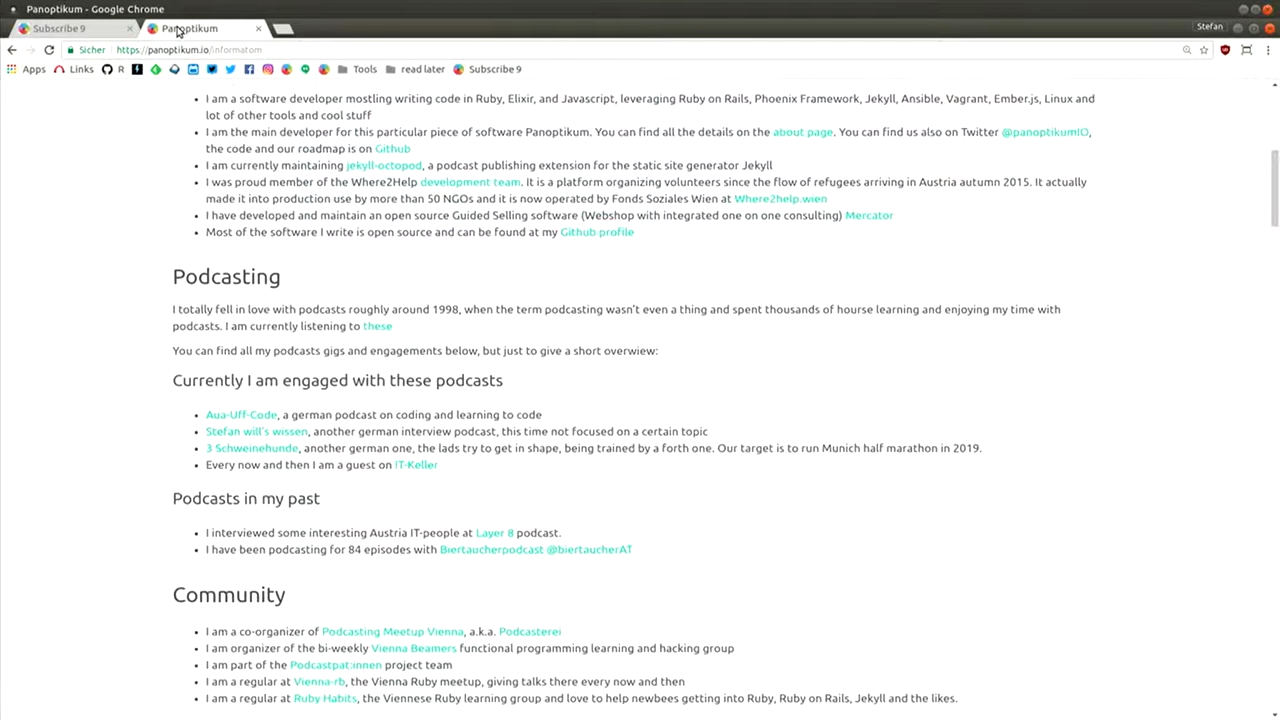 Panoptikum - Google Chrome
Subscribe 9
Panoptikum
Stefan
Sicher
https://panoptikum.io/informatom
Apps
Links
R
Tools
read later
Subscribe 9
I am a software developer mostling writing code in Ruby, Elixir, and Javascript, leveraging Ruby on Rails, Phoenix Framework, Jekyll, Ansible, Vagrant, Ember.js, Linux and
lot of other tools and cool stuff
I am the main developer for this particular piece of software Panoptikum. You can find all the details on the about page. You can find us also on Twitter @panoptikumIO,
the code and our roadmap is on Github
I am currently maintaining jekyll-octopod, a podcast publishing extension for the static site generator Jekyll
I was proud member of the Where2Help development team. It is a platform organizing volunteers since the flow of refugees arriving in Austria autumn 2015. It actually
made it into production use by more than 50 NGOs and it is now operated by Fonds Soziales Wien at Where2help.wien
I have developed and maintain an open source Guided Selling software (Webshop with integrated one on one consulting) Mercator
Most of the software I write is open source and can be found at my Github profile
Podcasting
I totally fell in love with podcasts roughly around 1998, when the term podcasting wasn't even a thing and spent thousands of hourse learning and enjoying my time with
podcasts. I am currently listening to these
You can find all my podcasts gigs and engagements below, but just to give a short overwiew:
Currently I am engaged with these podcasts
Aua-Uff-Code, a german podcast on coding and learning to code
Stefan will's wissen, another german interview podcast, this time not focused on a certain topic
3 Schweinehunde, another german one, the lads try to get in shape, being trained by a forth one. Our target is to run Munich half marathon in 2019.
Every now and then I am a guest on IT-Keller
Podcasts in my past
I interviewed some interesting Austria IT-people at Layer 8 podcast.
I have been podcasting for 84 episodes with Biertaucherpodcast @biertaucherAT
Community
I am a co-organizer of Podcasting Meetup Vienna, a.k.a. Podcasterei
I am organizer of the bi-weekly Vienna Beamers functional programming learning and hacking group
I am part of the Podcastpat:innen project team
I am a regular at Vienna-rb, the Vienna Ruby meetup, giving talks there every now and then
I am a regular at Ruby Habits, the Viennese Ruby learning group and love to help newbees getting into Ruby, Ruby on Rails, Jekyll and the likes.